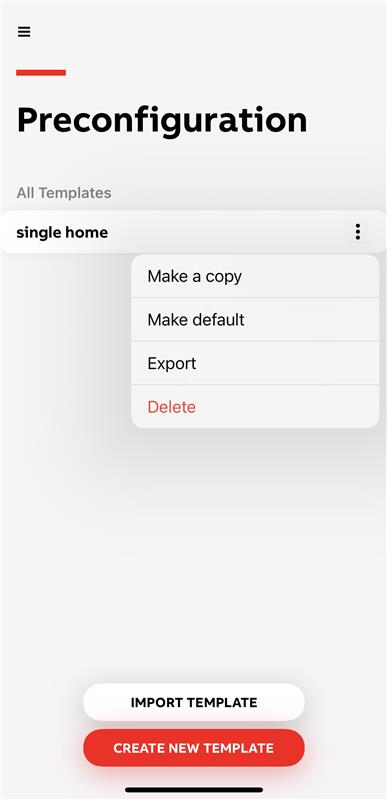 Preconfiguration
All Templates
single home
Make a copy
Make default
Export
Delete
IMPORT TEMPLATE
CREATE NEW TEMPLATE